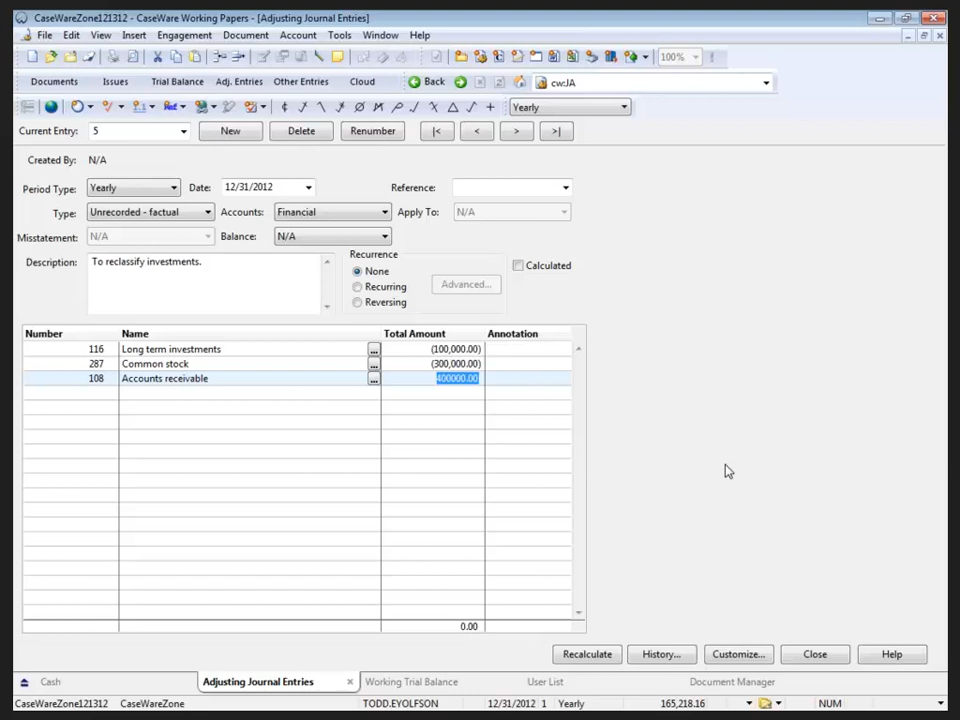 CaseWareZone121312 - CaseWare Working Papers - [Adjusting Journal Entries]
File Edit View Insert Engagement Document Account Tools Window Help
100%
Documents Issues Trial Balance Adj. Entries Other Entries Cloud Back cw:JA
Yearly
Current Entry: 5 New Delete Renumber |< < > >|
Created By: N/A
Period Type: Yearly Date: 12/31/2012 Reference:
Type: Unrecorded - factual Accounts: Financial Apply To: N/A
Misstatement: N/A Balance: N/A
Description: To reclassify investments.
Recurrence
None
Recurring
Reversing
Advanced...
Calculated
Number Name Total Amount Annotation
116 Long term investments ... (100,000.00)
287 Common stock ... (300,000.00)
108 Accounts receivable ... 400000.00
0.00
Recalculate History... Customize... Close Help
Cash Adjusting Journal Entries Working Trial Balance User List Document Manager
CaseWareZone121312 CaseWareZone TODD.EYOLFSON 12/31/2012 1 Yearly 165,218.16 NUM